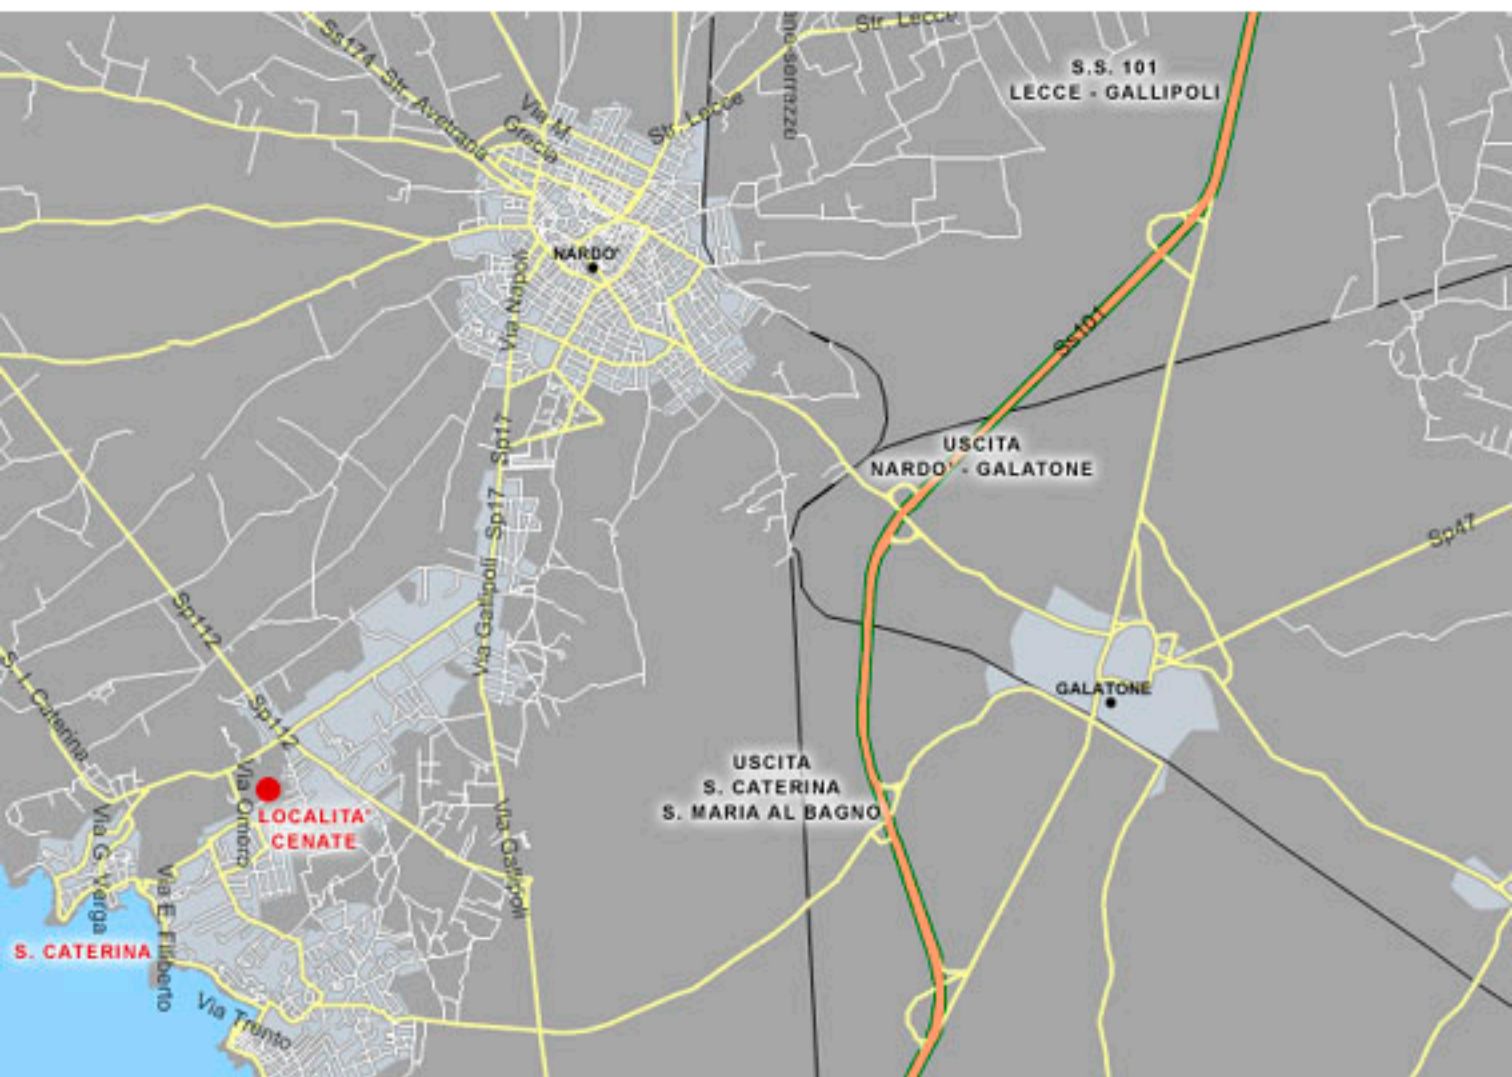 Str. Lecce
Ss174 Str. Avetrana
S.S. 101
LECCE - GALLIPOLI
Via M.
Grecia
Str. Lecce
NARDO'
Via Napoli
Ss101
Sp17
USCITA
NARDO' - GALATONE
Sp17
Sp47
Via Gallipoli
Sp112
S. I. Caterina
GALATONE
Sp112
USCITA
S. CATERINA
S. MARIA AL BAGNO
Via Ombro
LOCALITA'
CENATE
Via G. Verga
Via Gallipoli
Via E. Filiberto
S. CATERINA
Via Trento